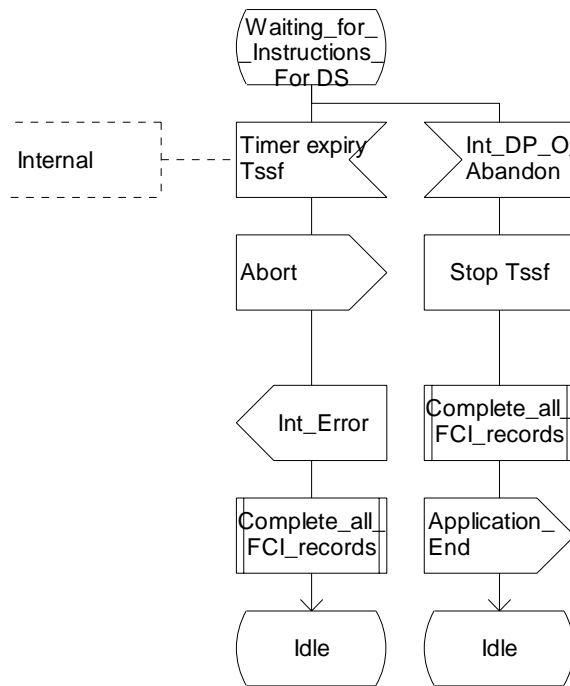 Waiting_for_
_Instructions_
For DS
Internal
Timer expiry
Tssf
Int_DP_O_
Abandon
Abort
Stop Tssf
Int_Error
Complete_all_
FCI_records
Complete_all_
FCI_records
Application_
End
Idle
Idle